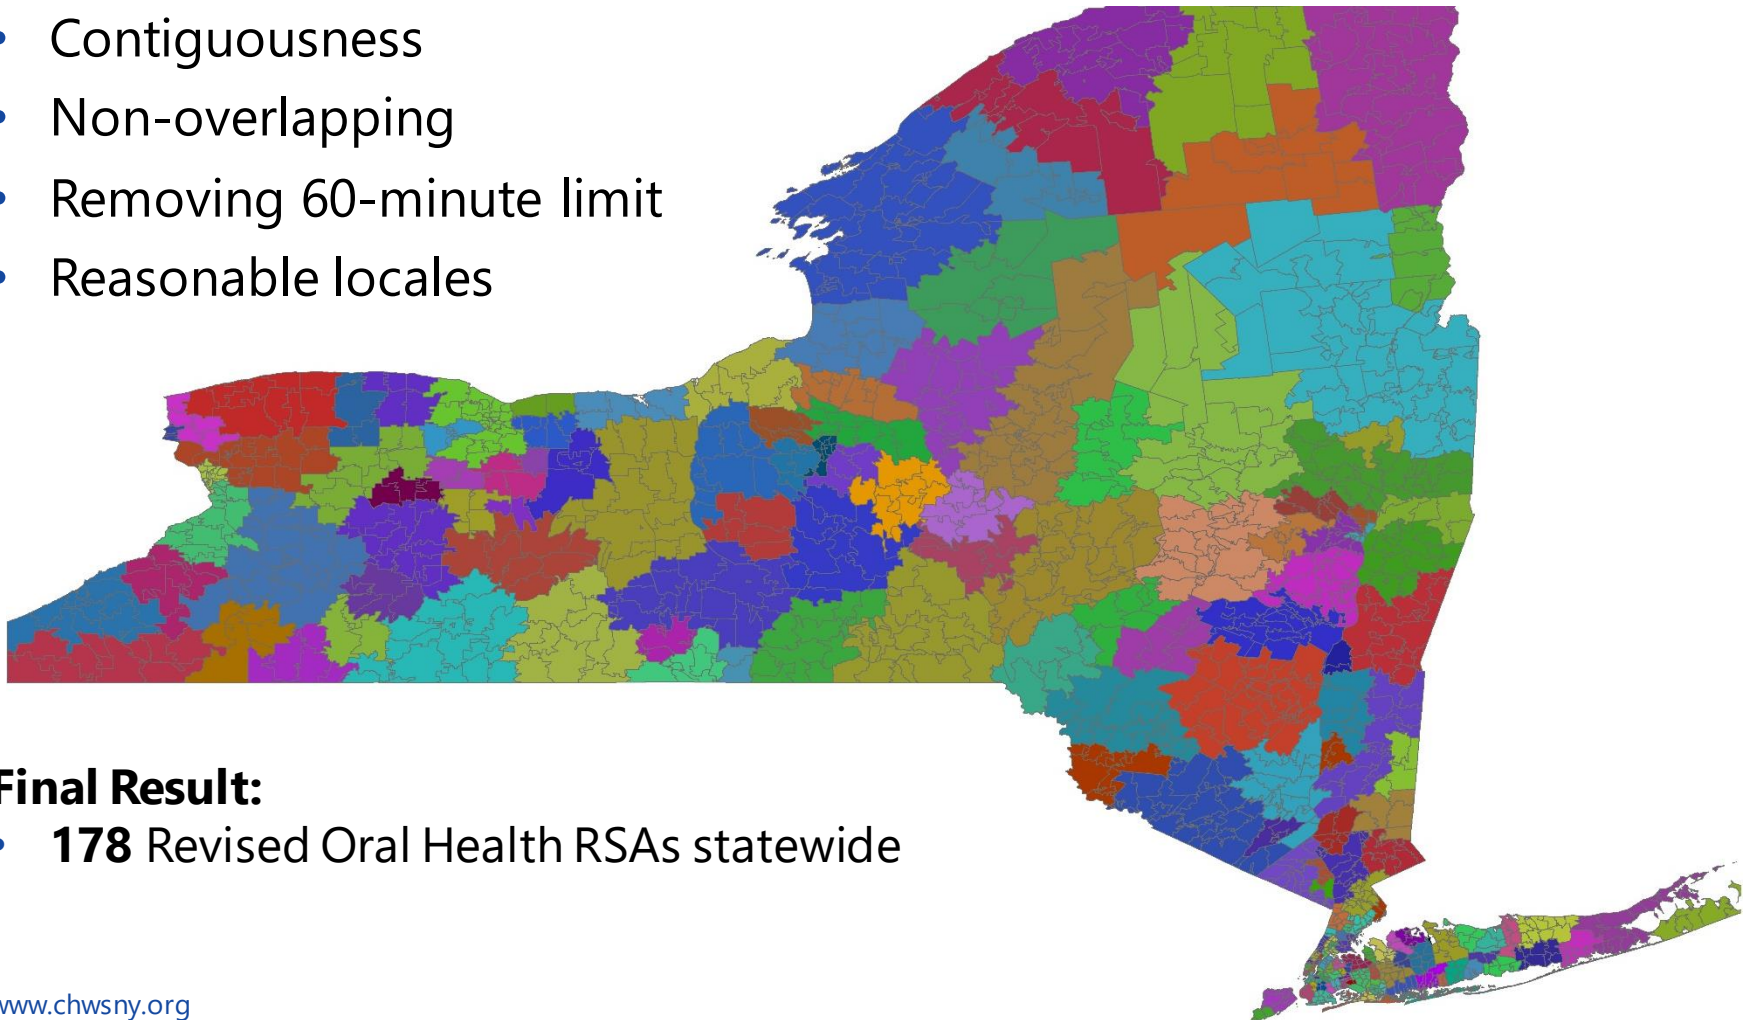 • Contiguousness
• Non-overlapping
• Removing 60-minute limit
• Reasonable locales
Final Result:
• 178 Revised Oral Health RSAs statewide
www.chwsny.org